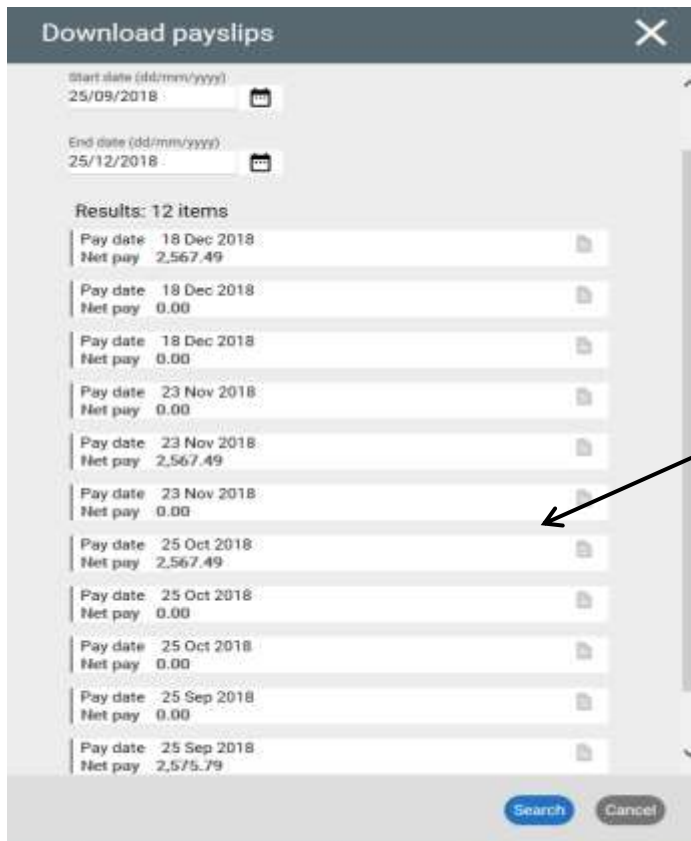 Download payslips
Start date (dd/mm/yyyy)
25/09/2018
End date (dd/mm/yyyy)
25/12/2018
Results: 12 items
Pay date 18 Dec 2018
Net pay 2,567.49
Pay date 18 Dec 2018
Net pay 0.00
Pay date 18 Dec 2018
Net pay 0.00
Pay date 23 Nov 2018
Net pay 0.00
Pay date 23 Nov 2018
Net pay 2,567.49
Pay date 23 Nov 2018
Net pay 0.00
Pay date 25 Oct 2018
Net pay 2,567.49
Pay date 25 Oct 2018
Net pay 0.00
Pay date 25 Oct 2018
Net pay 0.00
Pay date 25 Sep 2018
Net pay 0.00
Pay date 25 Sep 2018
Net pay 2,575.79
Search Cancel